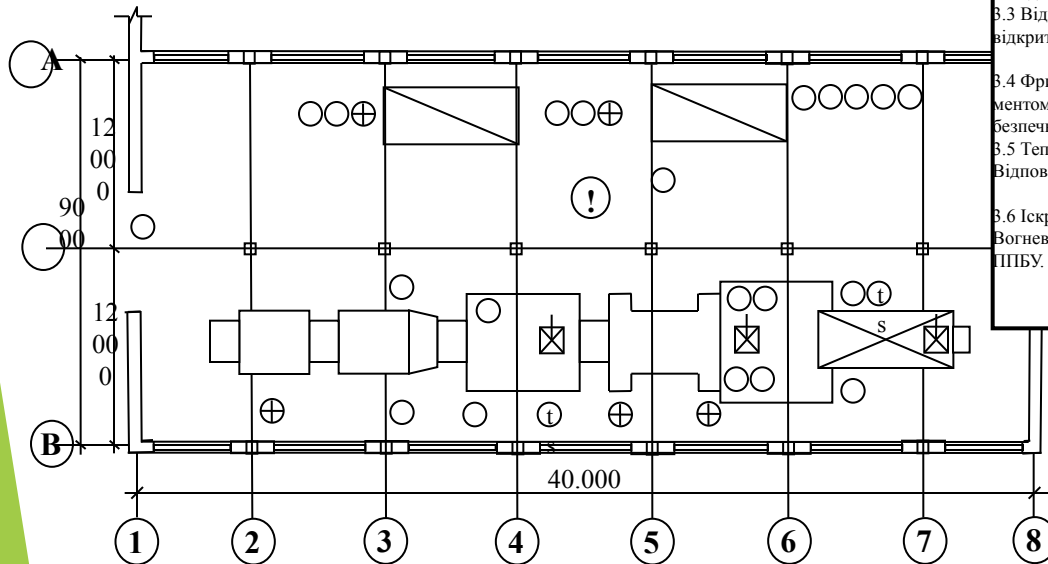 3.3 Від
відкрит
3.4 Фри
ментом
безпечн
3.5 Теп
Відпов
3.6 Іскр
Вогнев
ППБУ.
А
12
00
0
90
00
!
12
00
0
t
s
t
s
В
40.000
1 2 3 4 5 6 7 8